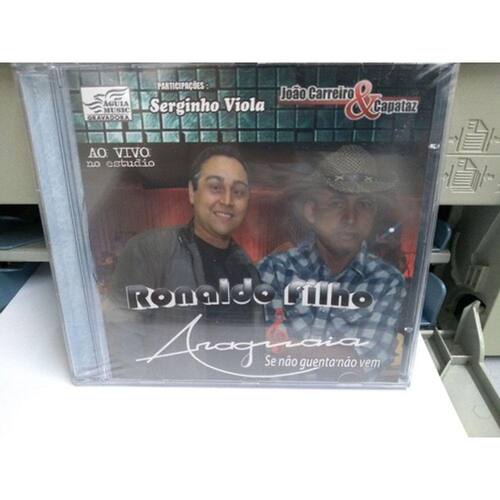 ÁGUIA MUSIC
GRAVADORA
PARTICIPAÇÕES :
Serginho Viola
João Carreiro
& Capataz
AO VIVO
no estudio
Ronaldo Filho
Araguaia
Se não guenta não vem